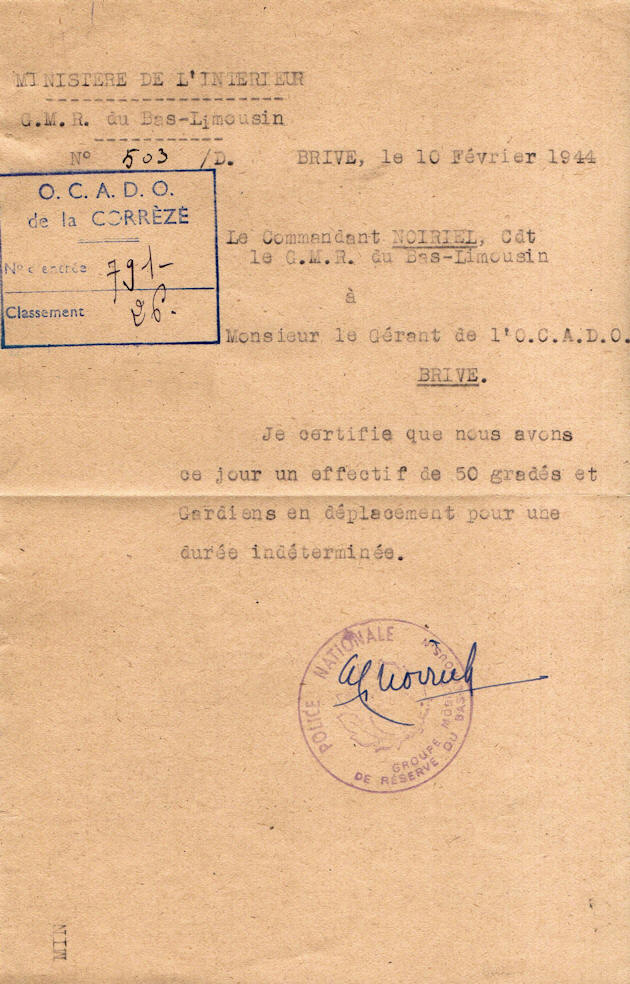 MINISTERE DE L'INTERIEUR
G.M.R. du Bas-Limousin
N° 503 /D.
BRIVE, le 10 Février 1944
O.C.A.D.O.
de la CORRÈZE
N° d'entrée 791-
Classement 26.
Le Commandant NOIRIEL, Cdt
le G.M.R. du Bas-Limousin
à
Monsieur le Gérant de l'O.C.A.D.O.
BRIVE.
Je certifie que nous avons
ce jour un effectif de 50 gradés et
Gardiens en déplacement pour une
durée indéterminée.
POLICE NATIONALE
GROUPE MOBILE
DE RÉSERVE DU BAS-LIMOUSIN
Noiriel
MIN